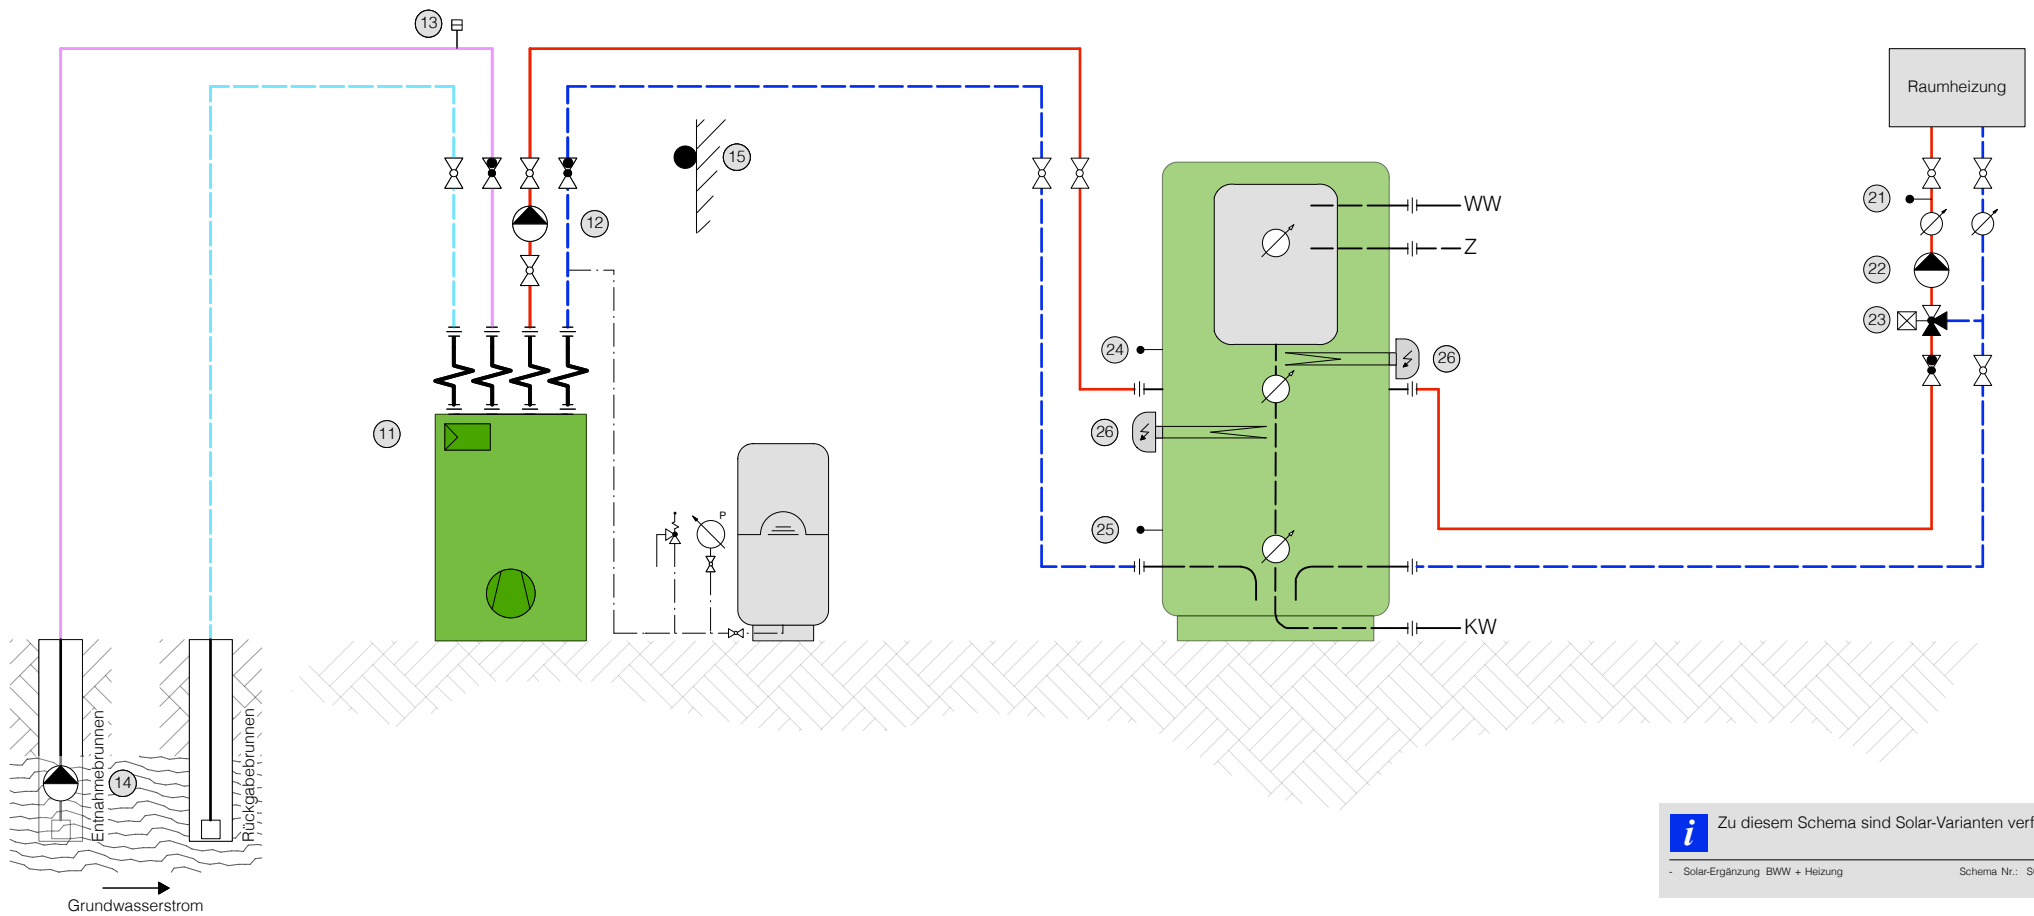 13
Raumheizung
15
12
21
WW
Z
22
23
24
26
11
26
P
25
KW
Entnahmebrunnen
14
Rückgabebrunnen
Grundwasserstrom
i Zu diesem Schema sind Solar-Varianten
- Solar-Ergänzung BWW + Heizung Schema Nr.: